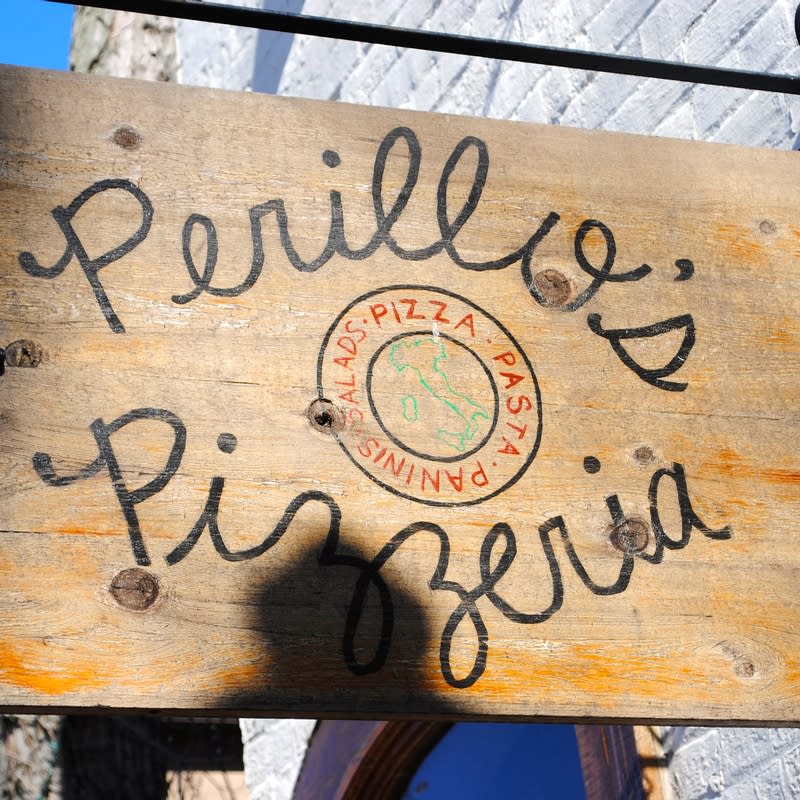 Perillo's
PIZZA · PASTA · PANINIS · SALADS ·
Pizzeria